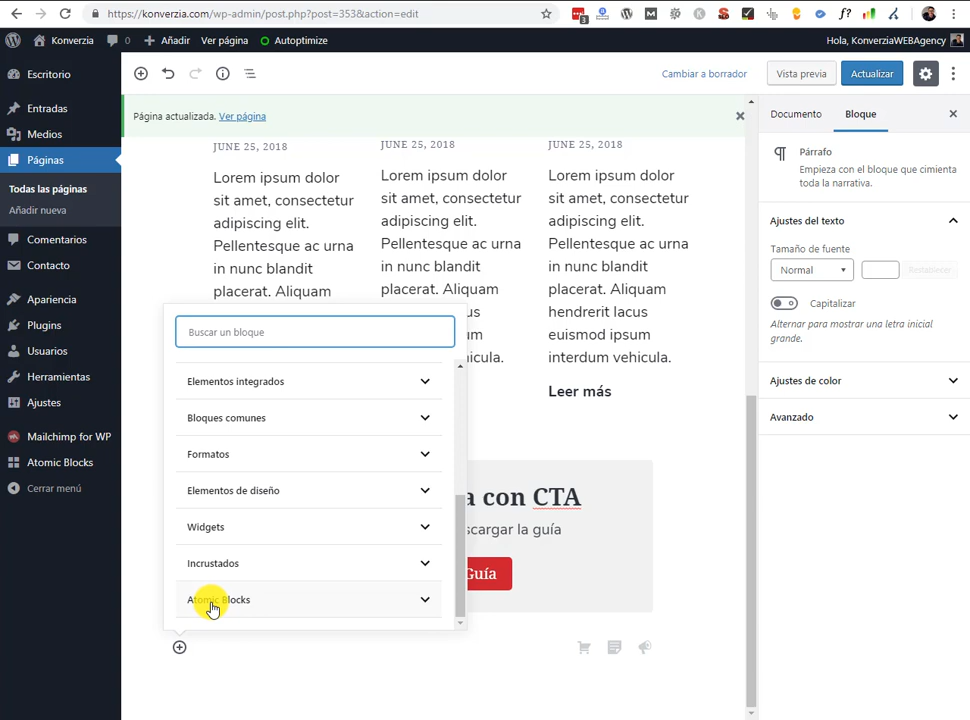 https://konverzia.com/wp-admin/post.php?post=353&action=edit
Konverzia
0
Añadir
Ver página
Autoptimize
Hola, KonverziaWEBAgency
Escritorio
Entradas
Medios
Páginas
Todas las páginas
Añadir nueva
Comentarios
Contacto
Apariencia
Plugins
Usuarios
Herramientas
Ajustes
Mailchimp for WP
Atomic Blocks
Cerrar menú
Cambiar a borrador
Vista previa
Actualizar
Página actualizada. Ver página
JUNE 25, 2018
Lorem ipsum dolor
sit amet, consectetur
adipiscing elit.
Pellentesque ac urna
in nunc blandit
placerat. Aliquam
JUNE 25, 2018
Lorem ipsum dolor
sit amet, consectetur
adipiscing elit.
Pellentesque ac urna
in nunc blandit
placerat. Aliquam
us
 icula.
JUNE 25, 2018
Lorem ipsum dolor
sit amet, consectetur
adipiscing elit.
Pellentesque ac urna
in nunc blandit
placerat. Aliquam
hendrerit lacus
euismod ipsum
interdum vehicula.
Leer más
Buscar un bloque
Elementos integrados
Bloques comunes
Formatos
Elementos de diseño
Widgets
Incrustados
Atomic Blocks
a con CTA
scargar la guía
Guía
Documento
Bloque
Párrafo
Empieza con el bloque que cimienta
toda la narrativa.
Ajustes del texto
Tamaño de fuente
Normal
Restablecer
Capitalizar
Alternar para mostrar una letra inicial
grande.
Ajustes de color
Avanzado